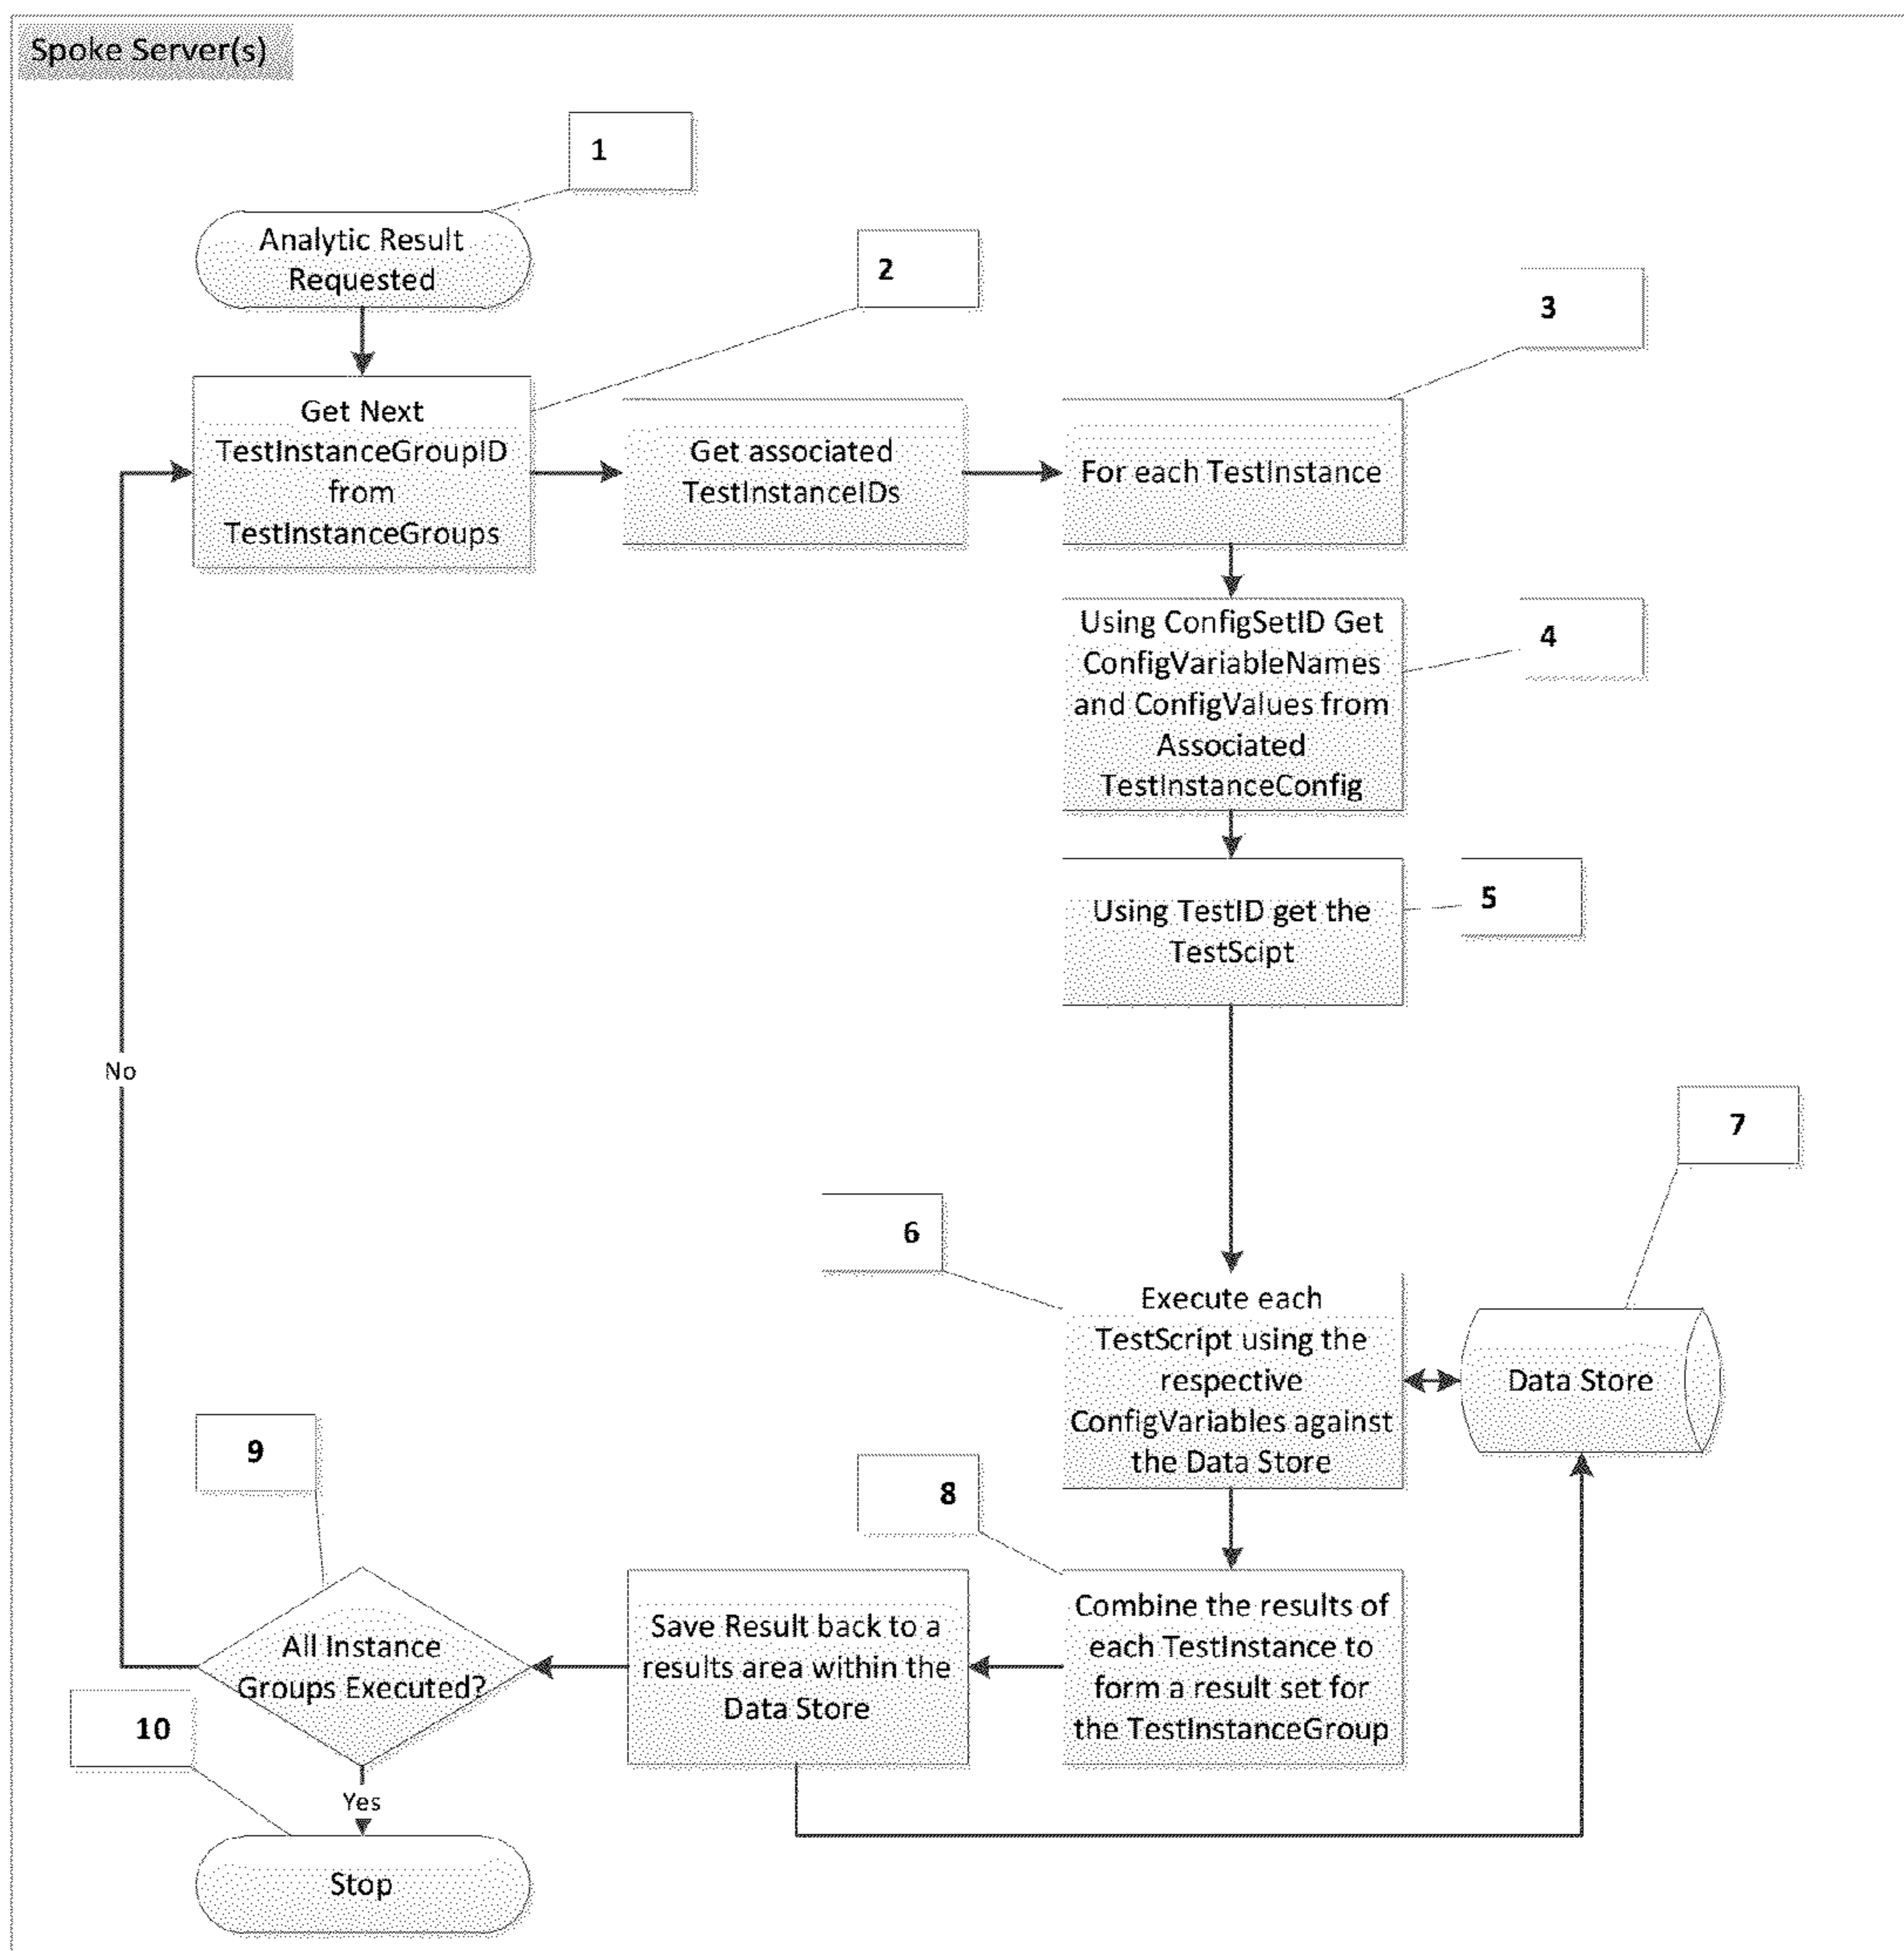 Spoke Server(s)
1
Analytic Result
Requested
2
3
Get Next
TestInstanceGroupID
from
TestInstanceGroups
Get associated
TestInstanceIDs
For each TestInstance
4
Using ConfigSetID Get
ConfigVariableNames
and ConfigValues from
Associated
TestInstanceConfig
5
Using TestID get the
TestScipt
No
7
6
Execute each
TestScript using the
respective
ConfigVariables against
the Data Store
Data Store
8
Combine the results of
each TestInstance to
form a result set for
the TestInstanceGroup
Save Result back to a
results area within the
Data Store
9
All Instance
Groups Executed?
10
Yes
Stop